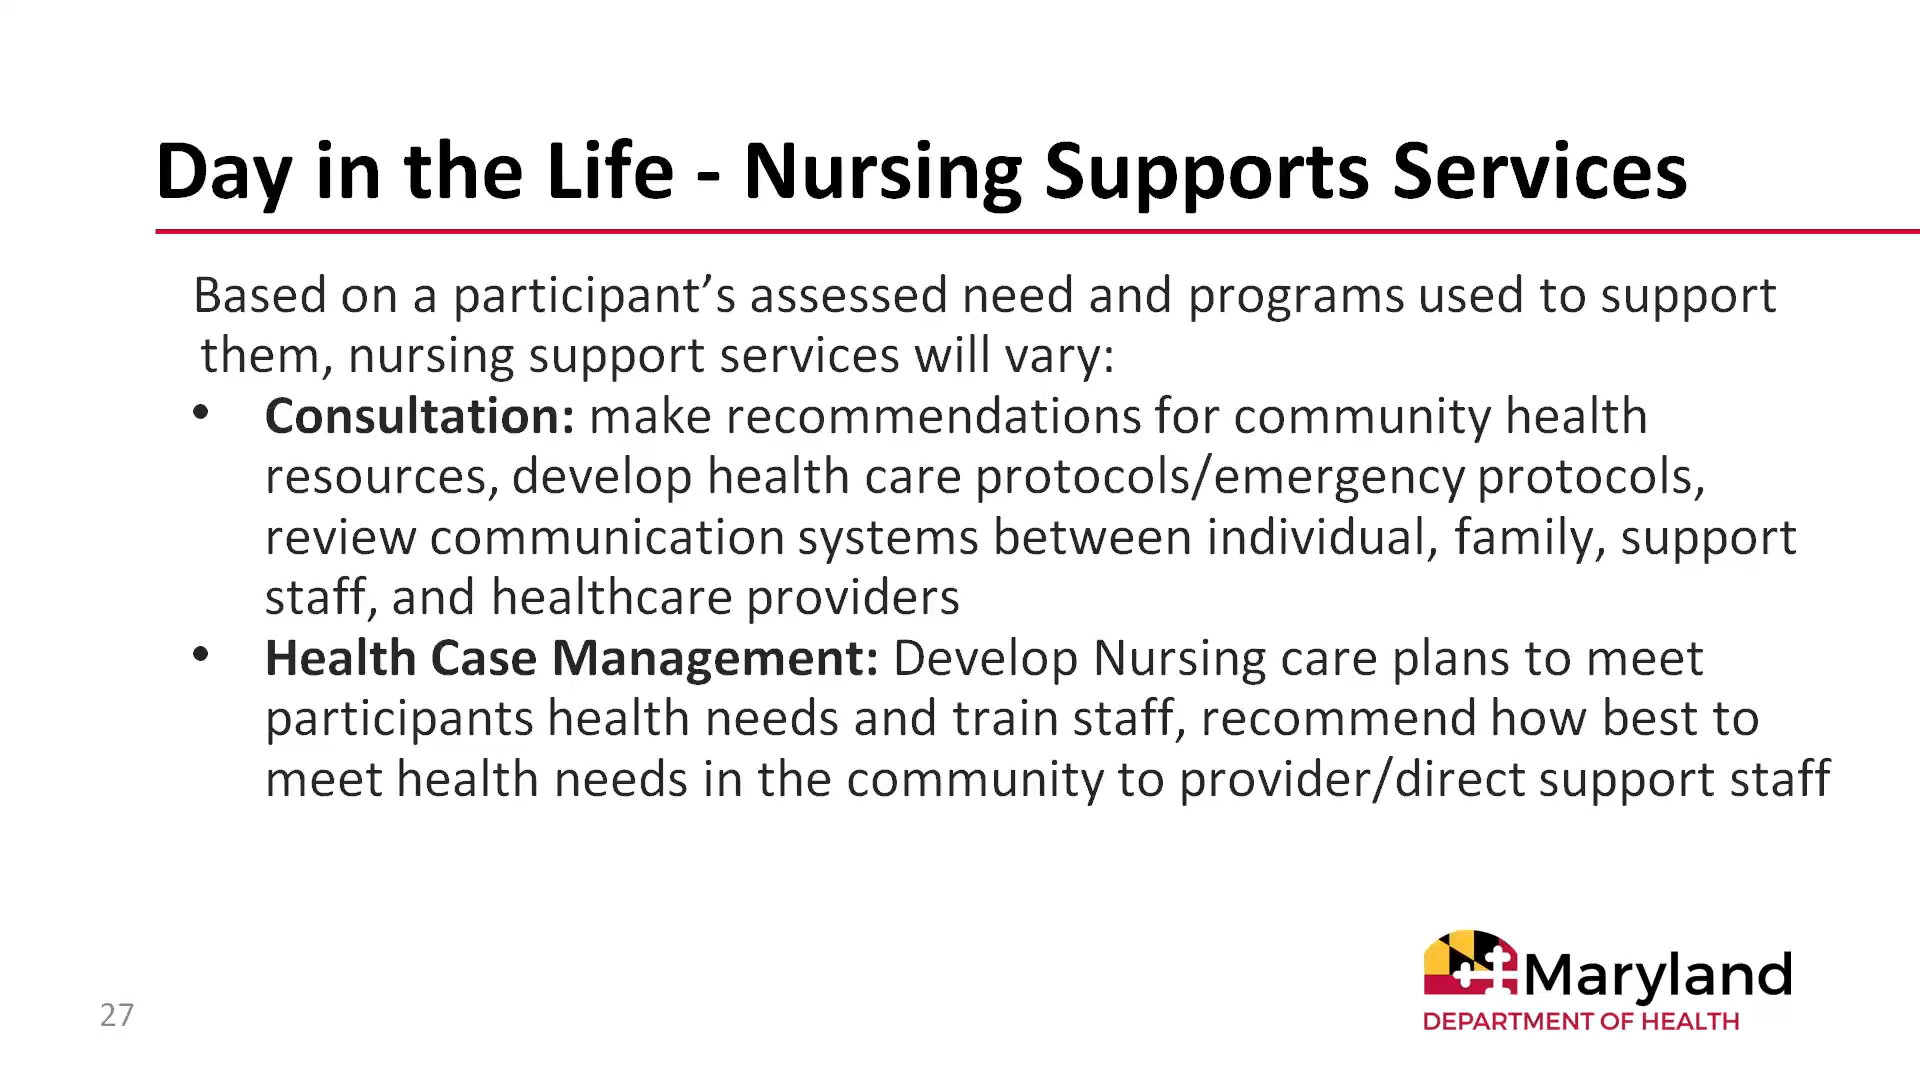 Day in the Life - Nursing Supports Services
Based on a participant’s assessed need and programs used to support
them, nursing support services will vary:
• Consultation: make recommendations for community health
resources, develop health care protocols/emergency protocols,
review communication systems between individual, family, support
staff, and healthcare providers
• Health Case Management: Develop Nursing care plans to meet
participants health needs and train staff, recommend how best to
meet health needs in the community to provider/direct support staff
27
Maryland
DEPARTMENT OF HEALTH